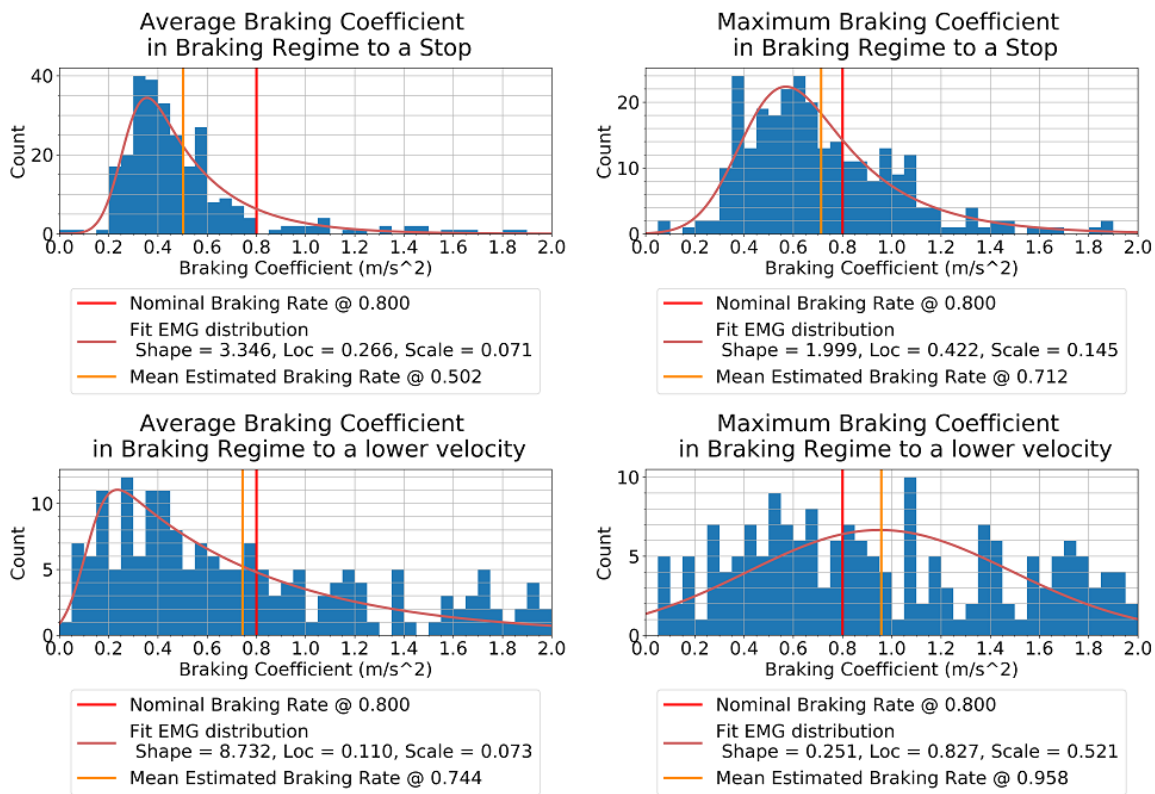 Average Braking Coefficient
in Braking Regime to a Stop
40
20
0
Count
0.0 0.2 0.4 0.6 0.8 1.0 1.2 1.4 1.6 1.8 2.0
Braking Coefficient (m/s^2)
Nominal Braking Rate @ 0.800
Fit EMG distribution
Shape = 3.346, Loc = 0.266, Scale = 0.071
Mean Estimated Braking Rate @ 0.502
Maximum Braking Coefficient
in Braking Regime to a Stop
20
10
0
Count
0.0 0.2 0.4 0.6 0.8 1.0 1.2 1.4 1.6 1.8 2.0
Braking Coefficient (m/s^2)
Nominal Braking Rate @ 0.800
Fit EMG distribution
Shape = 1.999, Loc = 0.422, Scale = 0.145
Mean Estimated Braking Rate @ 0.712
Average Braking Coefficient
in Braking Regime to a lower velocity
10
5
0
Count
0.0 0.2 0.4 0.6 0.8 1.0 1.2 1.4 1.6 1.8 2.0
Braking Coefficient (m/s^2)
Nominal Braking Rate @ 0.800
Fit EMG distribution
Shape = 8.732, Loc = 0.110, Scale = 0.073
Mean Estimated Braking Rate @ 0.744
Maximum Braking Coefficient
in Braking Regime to a lower velocity
10
5
0
Count
0.0 0.2 0.4 0.6 0.8 1.0 1.2 1.4 1.6 1.8 2.0
Braking Coefficient (m/s^2)
Nominal Braking Rate @ 0.800
Fit EMG distribution
Shape = 0.251, Loc = 0.827, Scale = 0.521
Mean Estimated Braking Rate @ 0.958